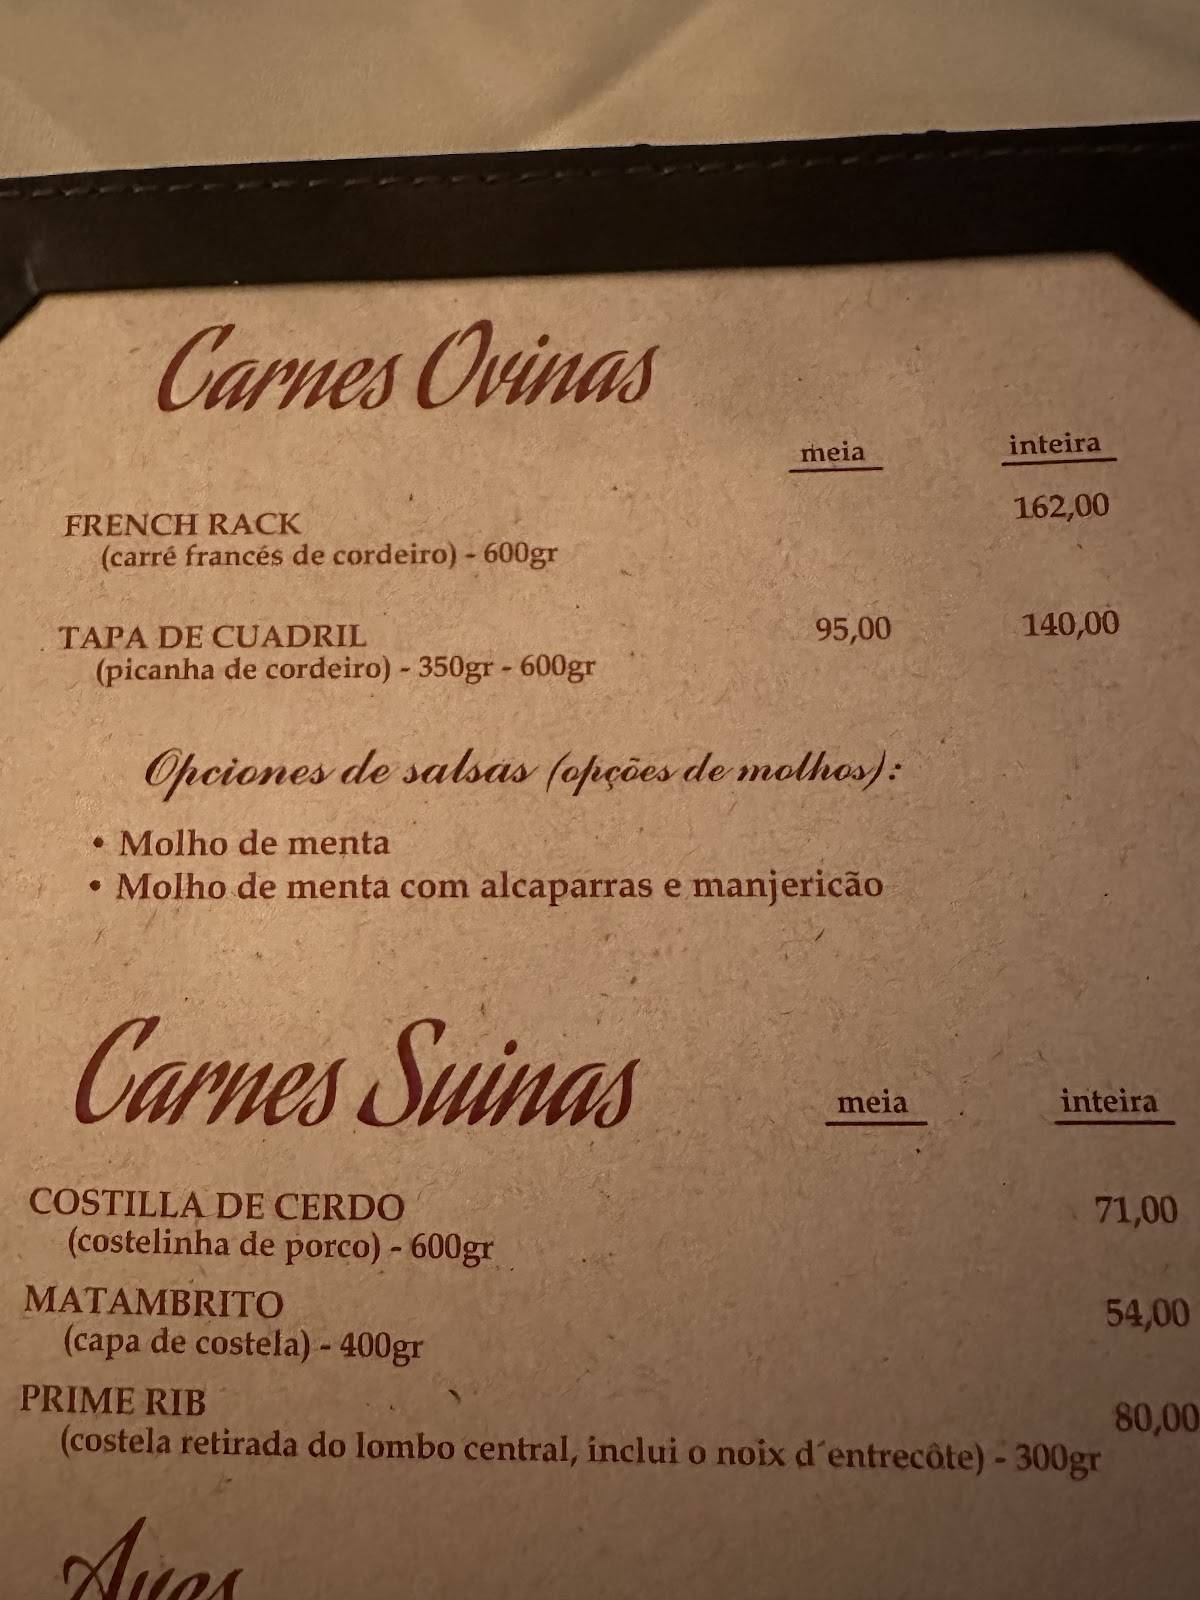 Carnes Ovinas
meia inteira
FRENCH RACK 162,00
(carré francés de cordeiro) - 600gr
TAPA DE CUADRIL 95,00 140,00
(picanha de cordeiro) - 350gr - 600gr
Opciones de salsas (opções de molhos):
• Molho de menta
• Molho de menta com alcaparras e manjericão
Carnes Suinas
meia inteira
COSTILLA DE CERDO 71,00
(costelinha de porco) - 600gr
MATAMBRITO 54,00
(capa de costela) - 400gr
PRIME RIB 80,00
(costela retirada do lombo central, inclui o noix d´entrecôte) - 300gr
Aves